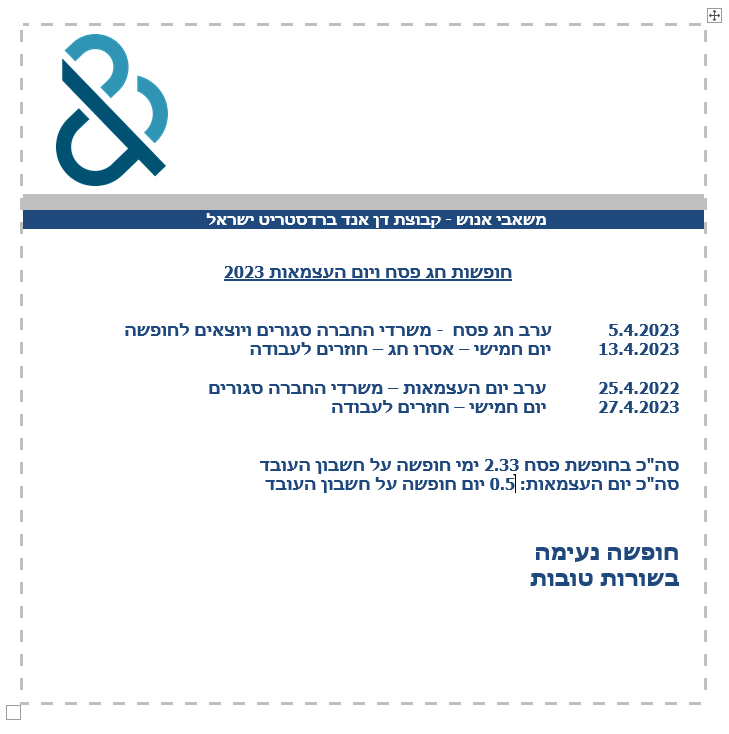 משאבי אנוש - קבוצת דן אנד ברדסטריט ישראל
חופשות חג פסח ויום העצמאות 2023
5.4.2023 ערב חג פסח - משרדי החברה סגורים ויוצאים לחופשה
13.4.2023 יום חמישי – אסרו חג – חוזרים לעבודה
25.4.2022 ערב יום העצמאות – משרדי החברה סגורים
27.4.2023 יום חמישי – חוזרים לעבודה
סה"כ בחופשת פסח 2.33 ימי חופשה על חשבון העובד
סה"כ יום העצמאות: 0.5 יום חופשה על חשבון העובד
חופשה נעימה
בשורות טובות